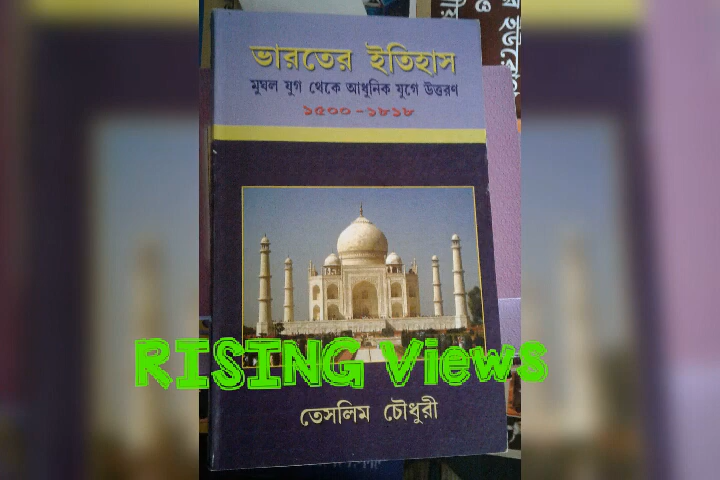 ভারতের ইতিহাস
মুঘল যুগ থেকে আধুনিক যুগে উত্তরণ
১৫০০-১৮১৮
RISING Views
তেসলিম চৌধুরী